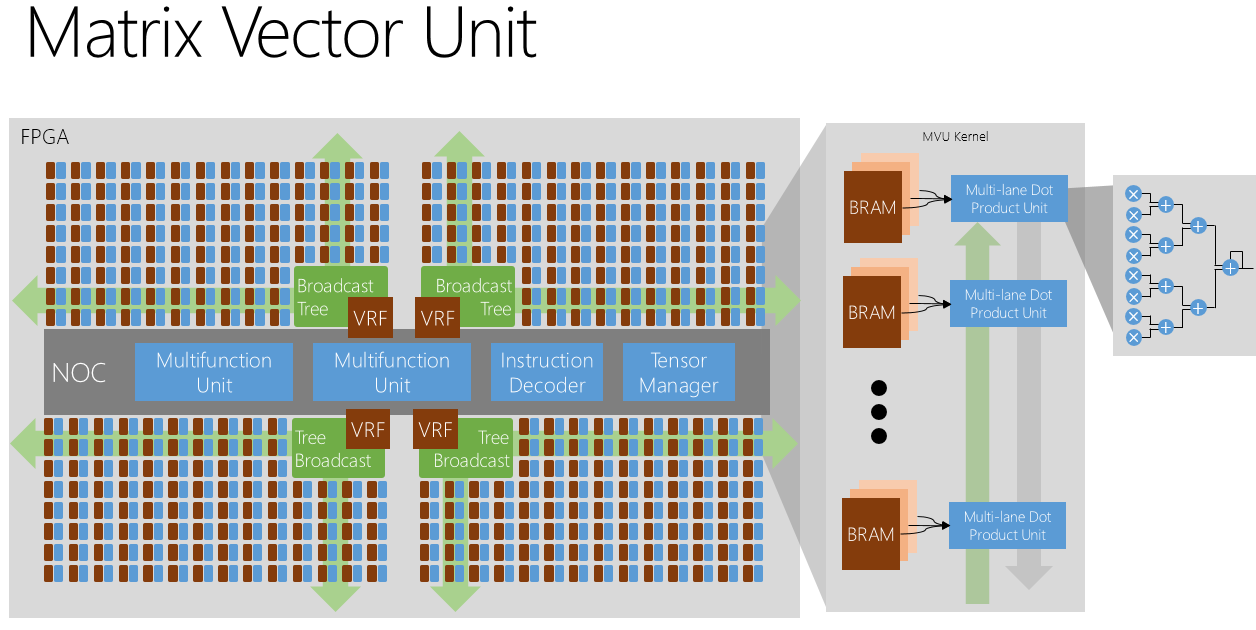 Matrix Vector Unit
FPGA
Broadcast
Tree
VRF
VRF
Broadcast
Tree
NOC
Multifunction
Unit
Multifunction
Unit
Instruction
Decoder
Tensor
Manager
Tree
Broadcast
VRF
VRF
Tree
Broadcast
MVU Kernel
BRAM
Multi-lane Dot
Product Unit
BRAM
Multi-lane Dot
Product Unit
BRAM
Multi-lane Dot
Product Unit